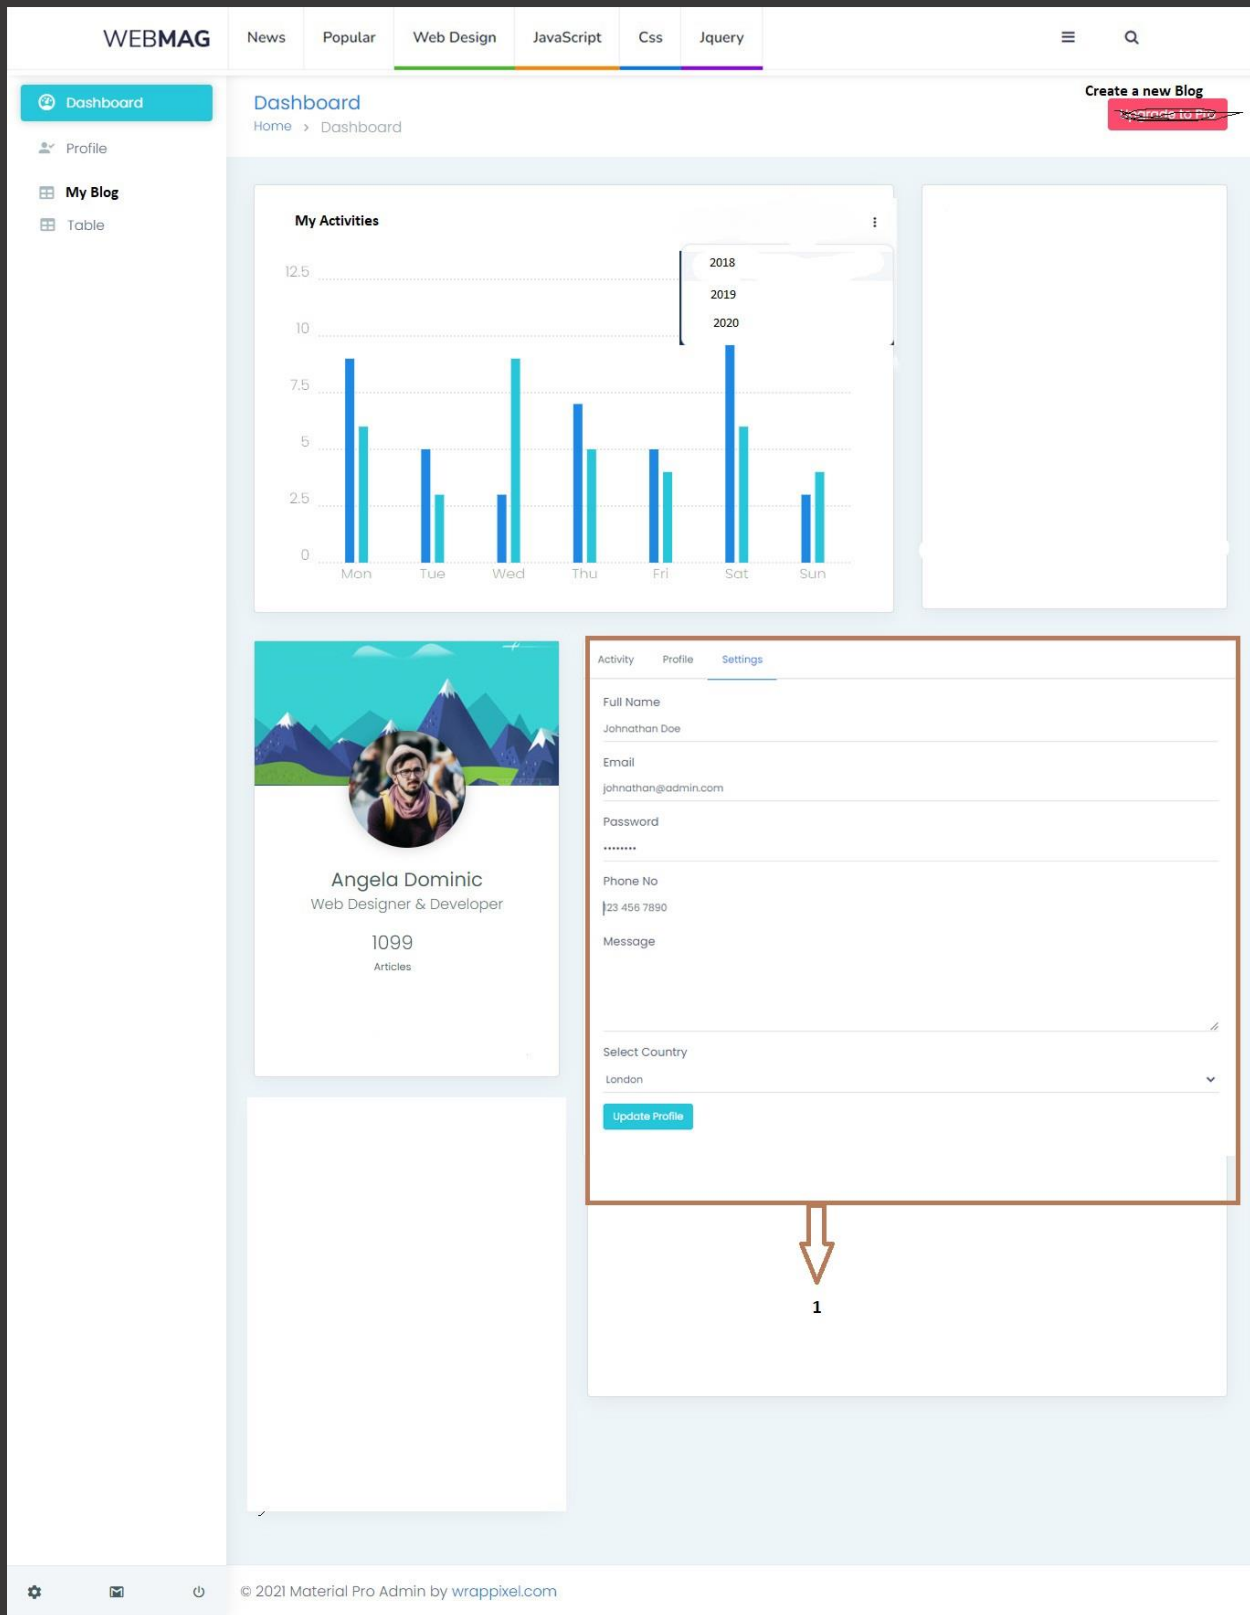 WEBMAG
News Popular Web Design JavaScript Css Jquery
Dashboard
Profile
My Blog
Table
Dashboard
Home > Dashboard
Create a new Blog
Upgrade to Pro
My Activities
2018
2019
2020
12.5
10
7.5
5
2.5
0
Mon Tue Wed Thu Fri Sat Sun
Angela Dominic
Web Designer & Developer
1099
Articles
Activity Profile Settings
Full Name
Johnathan Doe
Email
johnathan@admin.com
Password
••••••••
Phone No
123 456 7890
Message
Select Country
London
Update Profile
1
© 2021 Material Pro Admin by wrappixel.com